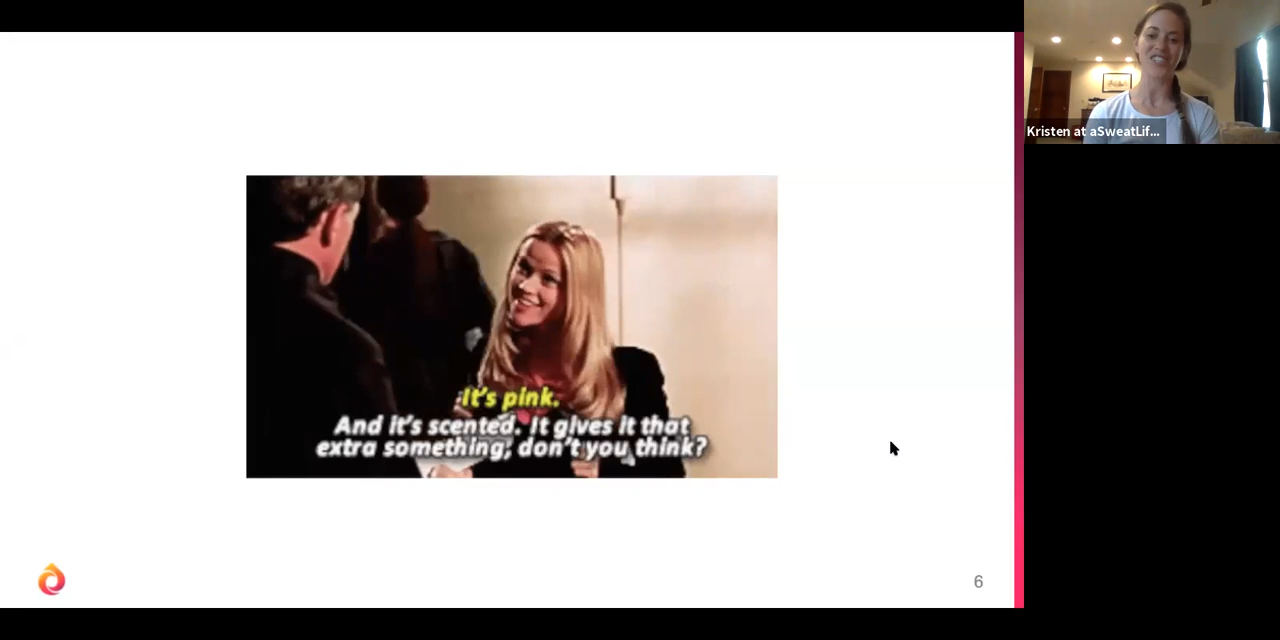 Kristen at aSweatLif...
It's pink.
And it's scented. It gives it that
extra something, don't you think?
6